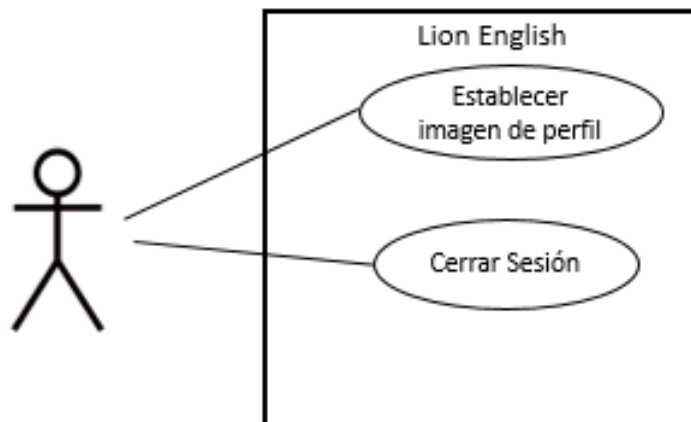 Lion English
Establecer
imagen de perfil
Cerrar Sesión